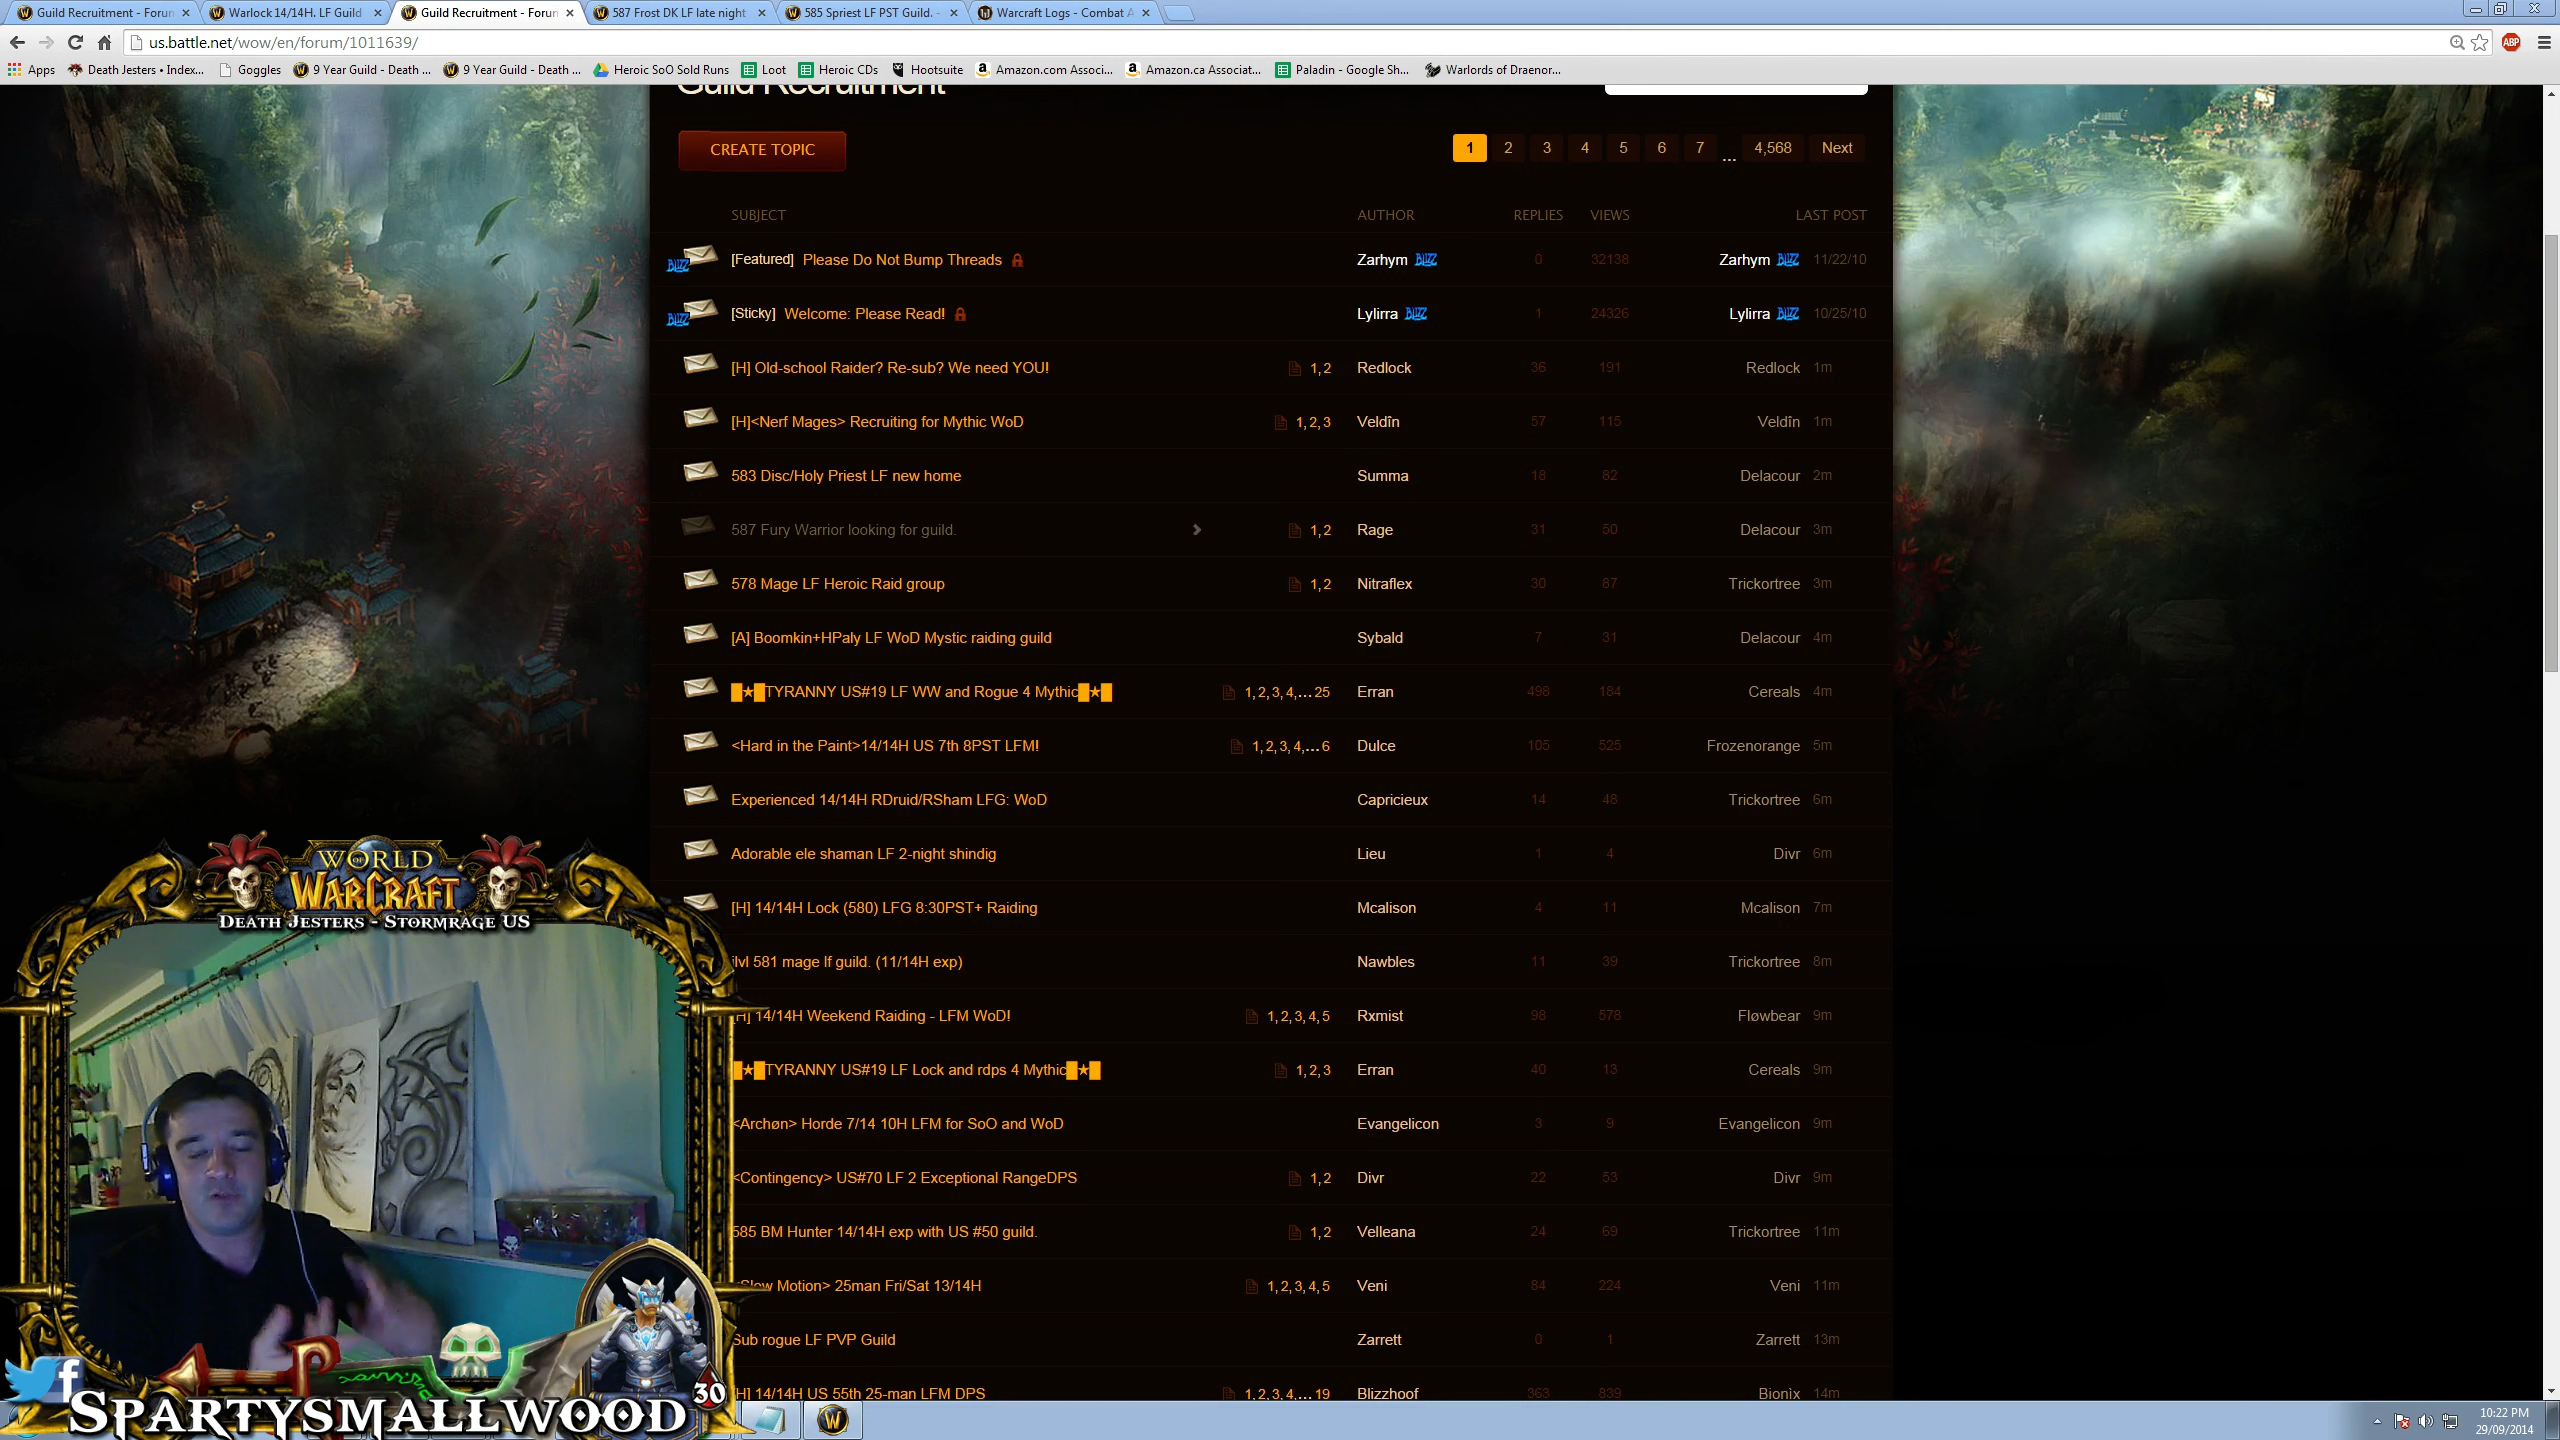 Guild Recruitment - Forun
Warlock 14/14H. LF Guild
Guild Recruitment - Forun
587 Frost DK LF late night
585 Spriest LF PST Guild. -
Warcraft Logs - Combat A
us.battle.net/wow/en/forum/1011639/
ABP
Apps Death Jesters • Index... Goggles 9 Year Guild - Death ... 9 Year Guild - Death ... Heroic SoO Sold Runs Loot Heroic CDs Hootsuite Amazon.com Associ... Amazon.ca Associat... Paladin - Google Sh... Warlords of Draenor...
Guild Recruitment
CREATE TOPIC
1 2 3 4 5 6 7 ... 4,568 Next
SUBJECT AUTHOR REPLIES VIEWS LAST POST
[Featured] Please Do Not Bump Threads Zarhym BLIZZ 0 32138 Zarhym BLIZZ 11/22/10
[Sticky] Welcome: Please Read! Lylirra BLIZZ 1 24326 Lylirra BLIZZ 10/25/10
[H] Old-school Raider? Re-sub? We need YOU! 1, 2 Redlock 36 191 Redlock 1m
[H]<Nerf Mages> Recruiting for Mythic WoD 1, 2, 3 Veldîn 57 115 Veldîn 1m
583 Disc/Holy Priest LF new home Summa 18 82 Delacour 2m
587 Fury Warrior looking for guild. 1, 2 Rage 31 50 Delacour 3m
578 Mage LF Heroic Raid group 1, 2 Nitraflex 30 87 Trickortree 3m
[A] Boomkin+HPaly LF WoD Mystic raiding guild Sybald 7 31 Delacour 4m
█★█TYRANNY US#19 LF WW and Rogue 4 Mythic█★█ 1, 2, 3, 4, ... 25 Erran 498 184 Cereals 4m
<Hard in the Paint>14/14H US 7th 8PST LFM! 1, 2, 3, 4, ... 6 Dulce 105 525 Frozenorange 5m
Experienced 14/14H RDruid/RSham LFG: WoD Capricieux 14 48 Trickortree 6m
Adorable ele shaman LF 2-night shindig Lieu 1 4 Divr 6m
[H] 14/14H Lock (580) LFG 8:30PST+ Raiding Mcalison 4 11 Mcalison 7m
ilvl 581 mage lf guild. (11/14H exp) Nawbles 11 39 Trickortree 8m
[H] 14/14H Weekend Raiding - LFM WoD! 1, 2, 3, 4, 5 Rxmist 98 578 Fløwbear 9m
█★█TYRANNY US#19 LF Lock and rdps 4 Mythic█★█ 1, 2, 3 Erran 40 13 Cereals 9m
<Archøn> Horde 7/14 10H LFM for SoO and WoD Evangelicon 3 9 Evangelicon 9m
<Contingency> US#70 LF 2 Exceptional RangeDPS 1, 2 Divr 22 53 Divr 9m
585 BM Hunter 14/14H exp with US #50 guild. 1, 2 Velleana 24 69 Trickortree 11m
<Slow Motion> 25man Fri/Sat 13/14H 1, 2, 3, 4, 5 Veni 84 224 Veni 11m
Sub rogue LF PVP Guild Zarrett 0 1 Zarrett 13m
[H] 14/14H US 55th 25-man LFM DPS 1, 2, 3, 4, ... 19 Blizzhoof 363 839 Bionìx 14m
WORLD OF WARCRAFT
DEATH JESTERS - STORMRAGE US
30
SPARTYSMALLWOOD
10:22 PM
29/09/2014